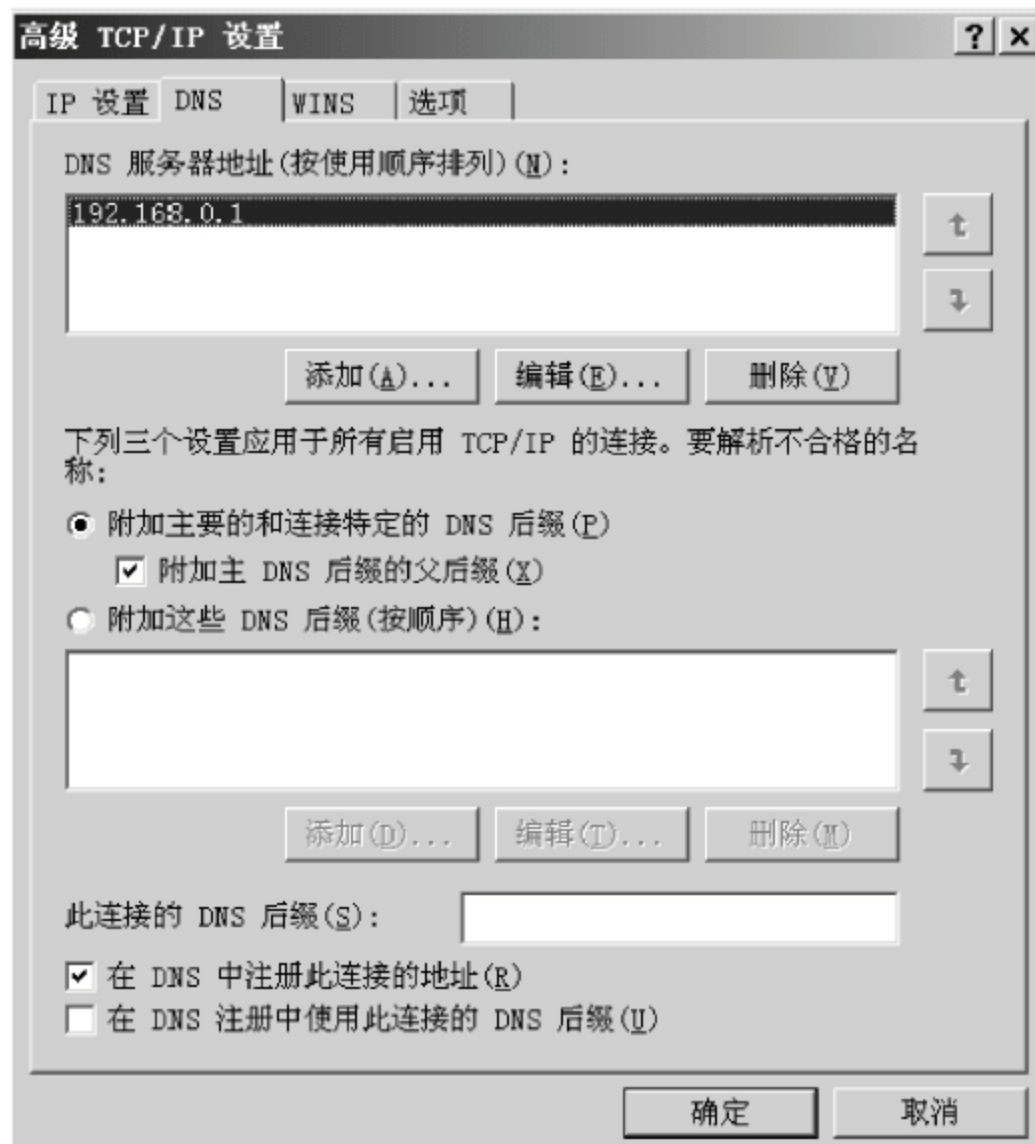 高级 TCP/IP 设置
IP 设置 DNS WINS 选项
DNS 服务器地址(按使用顺序排列)(N):
192.168.0.1
添加(A)... 编辑(E)... 删除(V)
下列三个设置应用于所有启用 TCP/IP 的连接。要解析不合格的名
称:
附加主要的和连接特定的 DNS 后缀(P)
附加主 DNS 后缀的父后缀(X)
附加这些 DNS 后缀(按顺序)(H):
添加(D)... 编辑(T)... 删除(M)
此连接的 DNS 后缀(S):
在 DNS 中注册此连接的地址(R)
在 DNS 注册中使用此连接的 DNS 后缀(U)
确定 取消